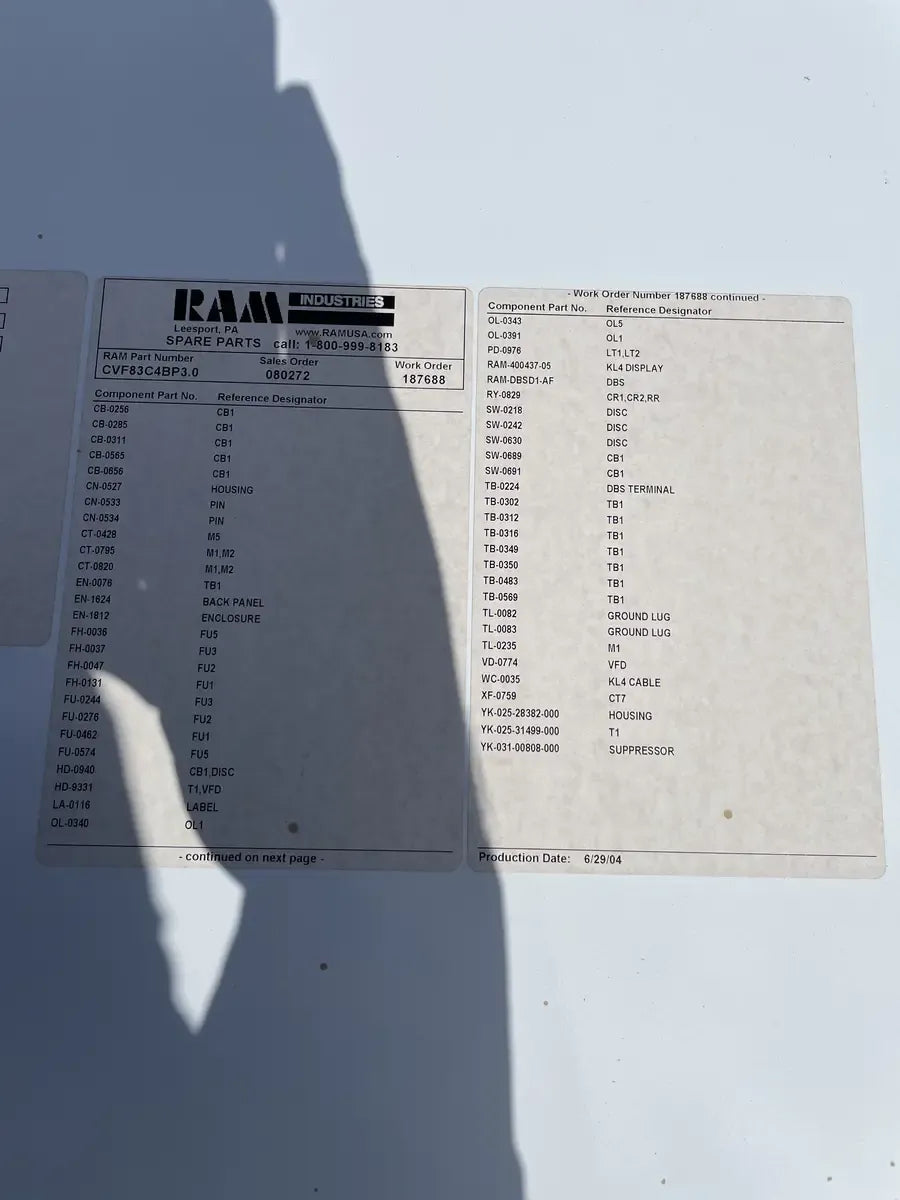 RAM INDUSTRIES
Leesport, PA www.RAMUSA.com
SPARE PARTS call: 1-800-999-8183
RAM Part Number Sales Order Work Order
CVF83C4BP3.0 080272 187688
Component Part No. Reference Designator
CB-0256 CB1
CB-0285 CB1
CB-0311 CB1
CB-0565 CB1
CB-0656 CB1
CN-0527 HOUSING
CN-0533 PIN
CN-0534 PIN
CT-0428 M5
CT-0795 M1,M2
CT-0820 M1,M2
EN-0076 TB1
EN-1624 BACK PANEL
EN-1812 ENCLOSURE
FH-0036 FU5
FH-0037 FU3
FH-0047 FU2
FH-0131 FU1
FU-0244 FU3
FU-0276 FU2
FU-0462 FU1
FU-0574 FU5
HD-0940 CB1,DISC
HD-9331 T1,VFD
LA-0116 LABEL
OL-0340 OL1
- continued on next page -
- Work Order Number 187688 continued -
Component Part No. Reference Designator
OL-0343 OL5
OL-0391 OL1
PD-0976 LT1,LT2
RAM-400437-05 KL4 DISPLAY
RAM-DBSD1-AF DBS
RY-0829 CR1,CR2,RR
SW-0218 DISC
SW-0242 DISC
SW-0630 DISC
SW-0689 CB1
SW-0691 CB1
TB-0224 DBS TERMINAL
TB-0302 TB1
TB-0312 TB1
TB-0316 TB1
TB-0349 TB1
TB-0350 TB1
TB-0483 TB1
TB-0569 TB1
TL-0082 GROUND LUG
TL-0083 GROUND LUG
TL-0235 M1
VD-0774 VFD
WC-0035 KL4 CABLE
XF-0759 CT7
YK-025-28382-000 HOUSING
YK-025-31499-000 T1
YK-031-00808-000 SUPPRESSOR
Production Date: 6/29/04